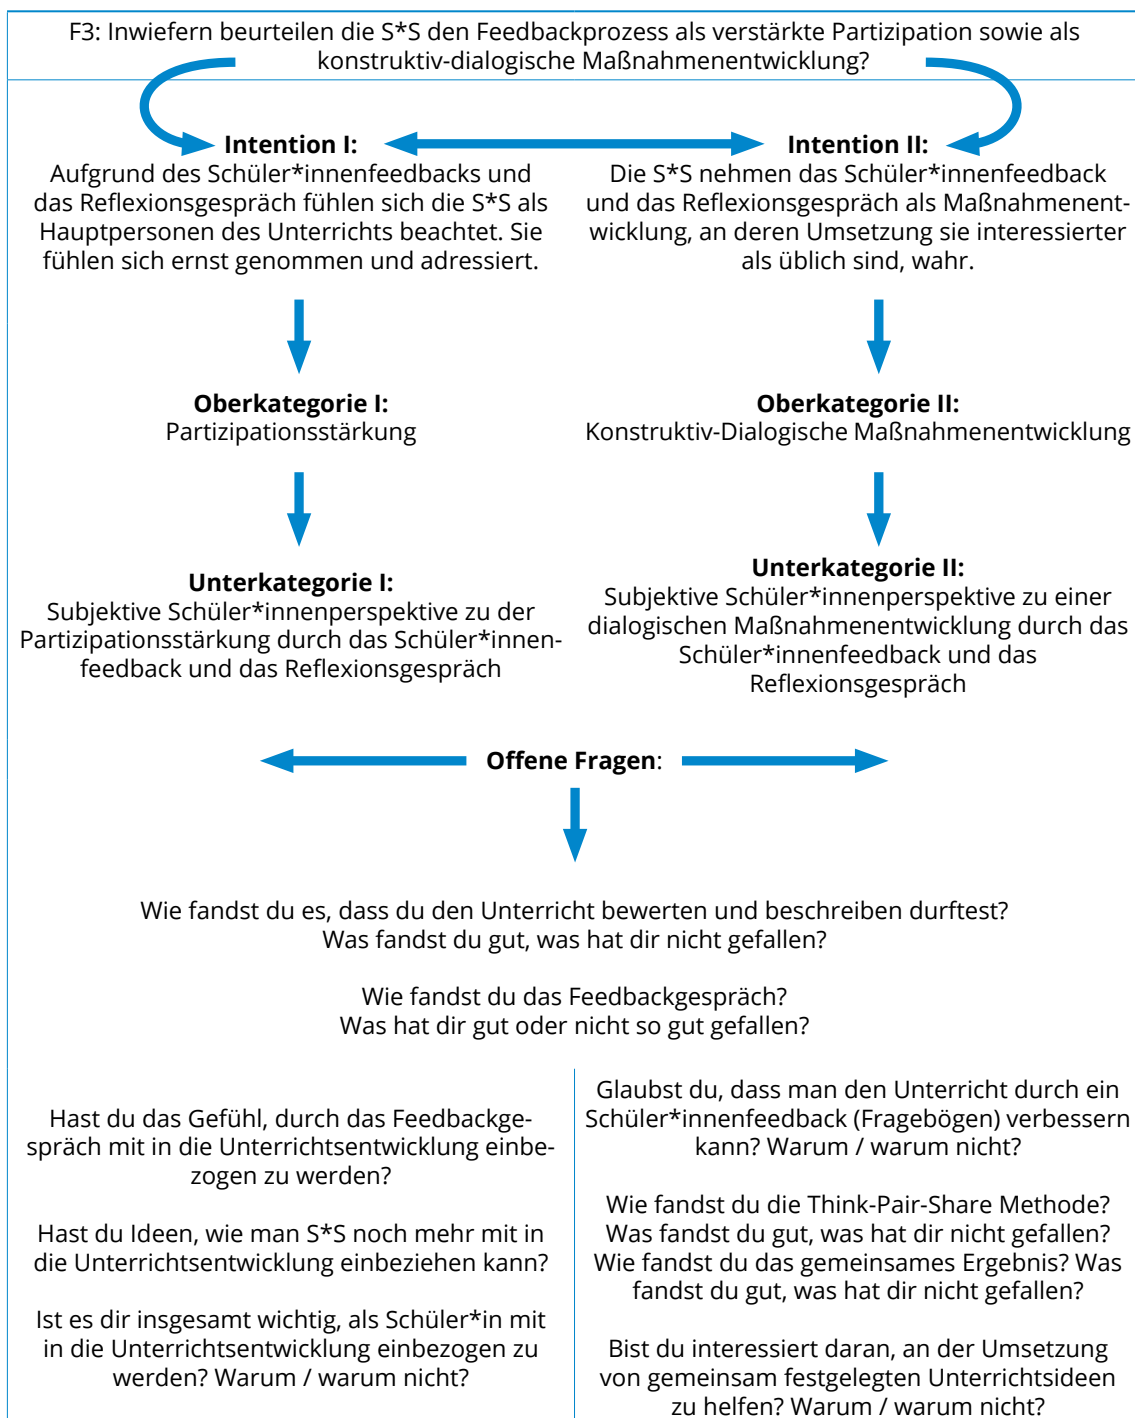 F3: Inwiefern beurteilen die S*S den Feedbackprozess als verstärkte Partizipation sowie als
konstruktiv-dialogische Maßnahmenentwicklung?
Intention I:
Aufgrund des Schüler*innenfeedbacks und
das Reflexionsgespräch fühlen sich die S*S als
Hauptpersonen des Unterrichts beachtet. Sie
fühlen sich ernst genommen und adressiert.
Intention II:
Die S*S nehmen das Schüler*innenfeedback
und das Reflexionsgespräch als Maßnahmenent-
wicklung, an deren Umsetzung sie interessierter
als üblich sind, wahr.
Oberkategorie I:
Partizipationsstärkung
Oberkategorie II:
Konstruktiv-Dialogische Maßnahmenentwicklung
Unterkategorie I:
Subjektive Schüler*innenperspektive zu der
Partizipationsstärkung durch das Schüler*innen-
feedback und das Reflexionsgespräch
Unterkategorie II:
Subjektive Schüler*innenperspektive zu einer
dialogischen Maßnahmenentwicklung durch das
Schüler*innenfeedback und das
Reflexionsgespräch
Offene Fragen:
Wie fandst du es, dass du den Unterricht bewerten und beschreiben durftest?
Was fandst du gut, was hat dir nicht gefallen?
Wie fandst du das Feedbackgespräch?
Was hat dir gut oder nicht so gut gefallen?
Hast du das Gefühl, durch das Feedbackge-
spräch mit in die Unterrichtsentwicklung einbe-
zogen zu werden?
Hast du Ideen, wie man S*S noch mehr mit in
die Unterrichtsentwicklung einbeziehen kann?
Ist es dir insgesamt wichtig, als Schüler*in mit
in die Unterrichtsentwicklung einbezogen zu
werden? Warum / warum nicht?
Glaubst du, dass man den Unterricht durch ein
Schüler*innenfeedback (Fragebögen) verbessern
kann? Warum / warum nicht?
Wie fandst du die Think-Pair-Share Methode?
Was fandst du gut, was hat dir nicht gefallen?
Wie fandst du das gemeinsames Ergebnis? Was
fandst du gut, was hat dir nicht gefallen?
Bist du interessiert daran, an der Umsetzung
von gemeinsam festgelegten Unterrichtsideen
zu helfen? Warum / warum nicht?